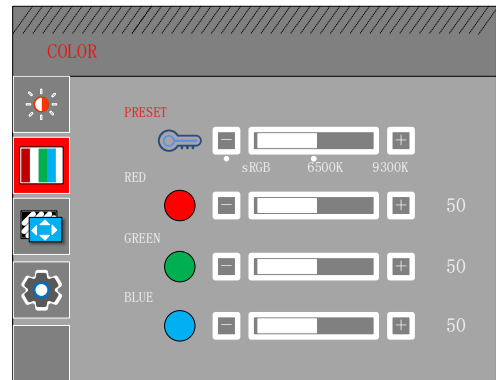 COLOR
PRESET
sRGB 6500K 9300K
RED
50
GREEN
50
BLUE
50